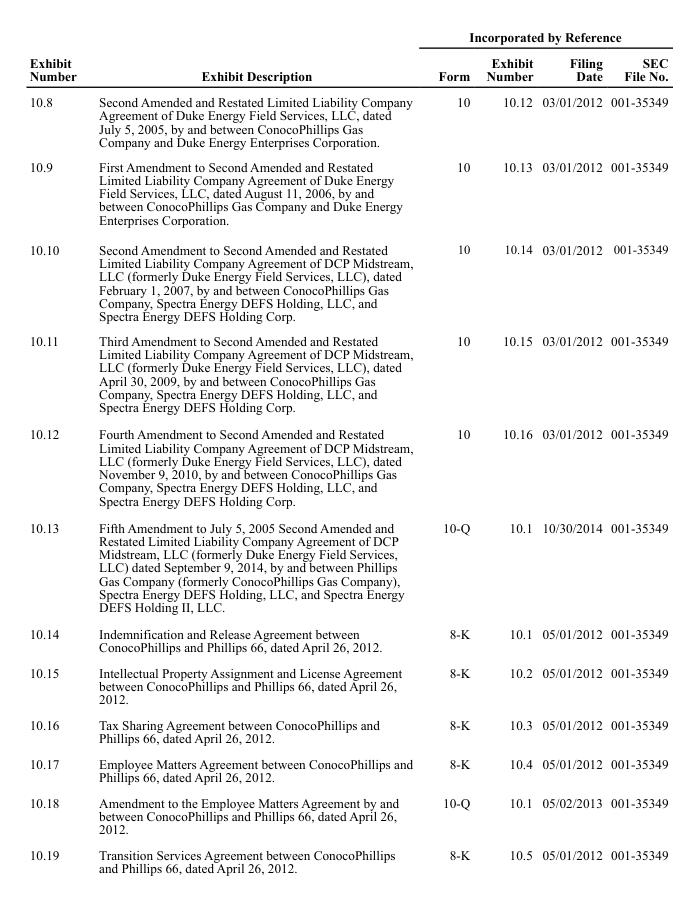 Incorporated by Reference
Exhibit Number Exhibit Description Form Exhibit Number Filing Date SEC File No.
10.8 Second Amended and Restated Limited Liability Company 10 10.12 03/01/2012 001-35349
Agreement of Duke Energy Field Services, LLC, dated
July 5, 2005, by and between ConocoPhillips Gas
Company and Duke Energy Enterprises Corporation.
10.9 First Amendment to Second Amended and Restated 10 10.13 03/01/2012 001-35349
Limited Liability Company Agreement of Duke Energy
Field Services, LLC, dated August 11, 2006, by and
between ConocoPhillips Gas Company and Duke Energy
Enterprises Corporation.
10.10 Second Amendment to Second Amended and Restated 10 10.14 03/01/2012 001-35349
Limited Liability Company Agreement of DCP Midstream,
LLC (formerly Duke Energy Field Services, LLC), dated
February 1, 2007, by and between ConocoPhillips Gas
Company, Spectra Energy DEFS Holding, LLC, and
Spectra Energy DEFS Holding Corp.
10.11 Third Amendment to Second Amended and Restated 10 10.15 03/01/2012 001-35349
Limited Liability Company Agreement of DCP Midstream,
LLC (formerly Duke Energy Field Services, LLC), dated
April 30, 2009, by and between ConocoPhillips Gas
Company, Spectra Energy DEFS Holding, LLC, and
Spectra Energy DEFS Holding Corp.
10.12 Fourth Amendment to Second Amended and Restated 10 10.16 03/01/2012 001-35349
Limited Liability Company Agreement of DCP Midstream,
LLC (formerly Duke Energy Field Services, LLC), dated
November 9, 2010, by and between ConocoPhillips Gas
Company, Spectra Energy DEFS Holding, LLC, and
Spectra Energy DEFS Holding Corp.
10.13 Fifth Amendment to July 5, 2005 Second Amended and 10-Q 10.1 10/30/2014 001-35349
Restated Limited Liability Company Agreement of DCP
Midstream, LLC (formerly Duke Energy Field Services,
LLC) dated September 9, 2014, by and between Phillips
Gas Company (formerly ConocoPhillips Gas Company),
Spectra Energy DEFS Holding, LLC, and Spectra Energy
DEFS Holding II, LLC.
10.14 Indemnification and Release Agreement between 8-K 10.1 05/01/2012 001-35349
ConocoPhillips and Phillips 66, dated April 26, 2012.
10.15 Intellectual Property Assignment and License Agreement 8-K 10.2 05/01/2012 001-35349
between ConocoPhillips and Phillips 66, dated April 26,
2012.
10.16 Tax Sharing Agreement between ConocoPhillips and 8-K 10.3 05/01/2012 001-35349
Phillips 66, dated April 26, 2012.
10.17 Employee Matters Agreement between ConocoPhillips and 8-K 10.4 05/01/2012 001-35349
Phillips 66, dated April 26, 2012.
10.18 Amendment to the Employee Matters Agreement by and 10-Q 10.1 05/02/2013 001-35349
between ConocoPhillips and Phillips 66, dated April 26,
2012.
10.19 Transition Services Agreement between ConocoPhillips 8-K 10.5 05/01/2012 001-35349
and Phillips 66, dated April 26, 2012.